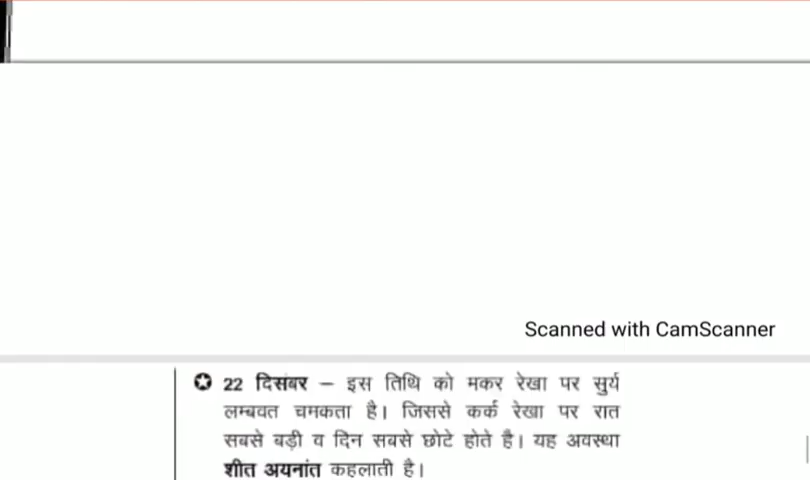 Scanned with CamScanner
✪ 22 दिसंबर – इस तिथि को मकर रेखा पर सुर्य
लम्बवत चमकता है। जिससे कर्क रेखा पर रात
सबसे बड़ी व दिन सबसे छोटे होते है। यह अवस्था
शीत अयनांत कहलाती है।